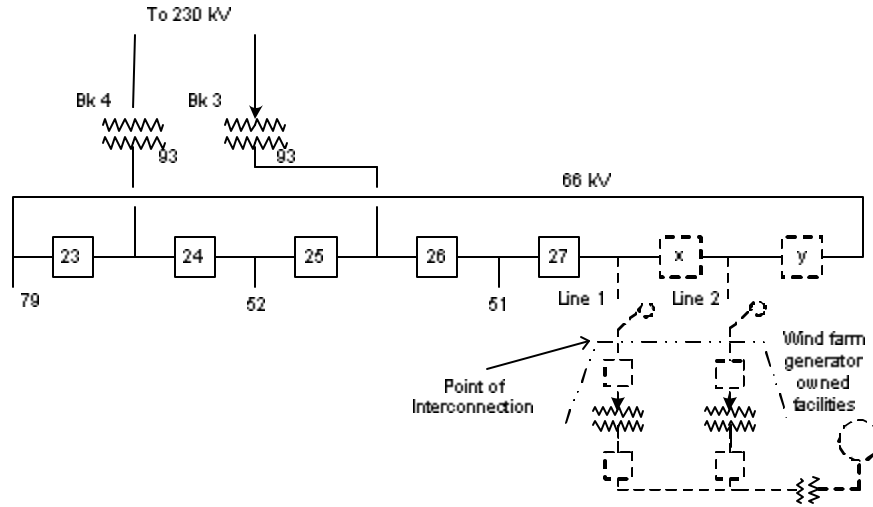 To 230 kV
Bk 4
Bk 3
93
93
66 kV
23
24
25
26
27
x
y
79
52
51
Line 1
Line 2
Point of
Interconnection
Wind farm
generator
owned
facilities